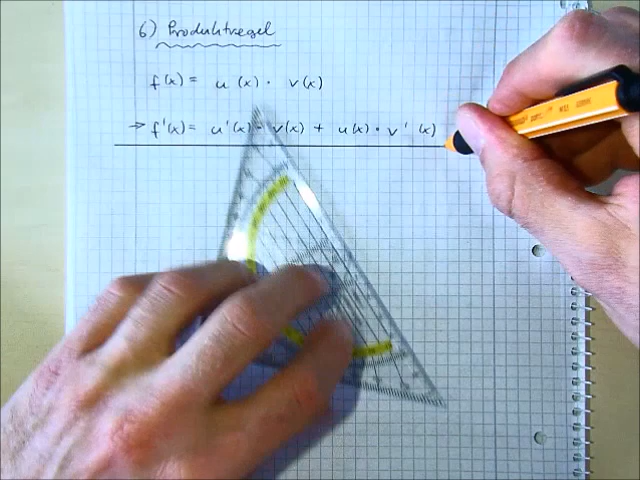 6) Produktregel
f(x) = u(x) · v(x)
⇒ f'(x) = u'(x) · v(x) + u(x) · v'(x)